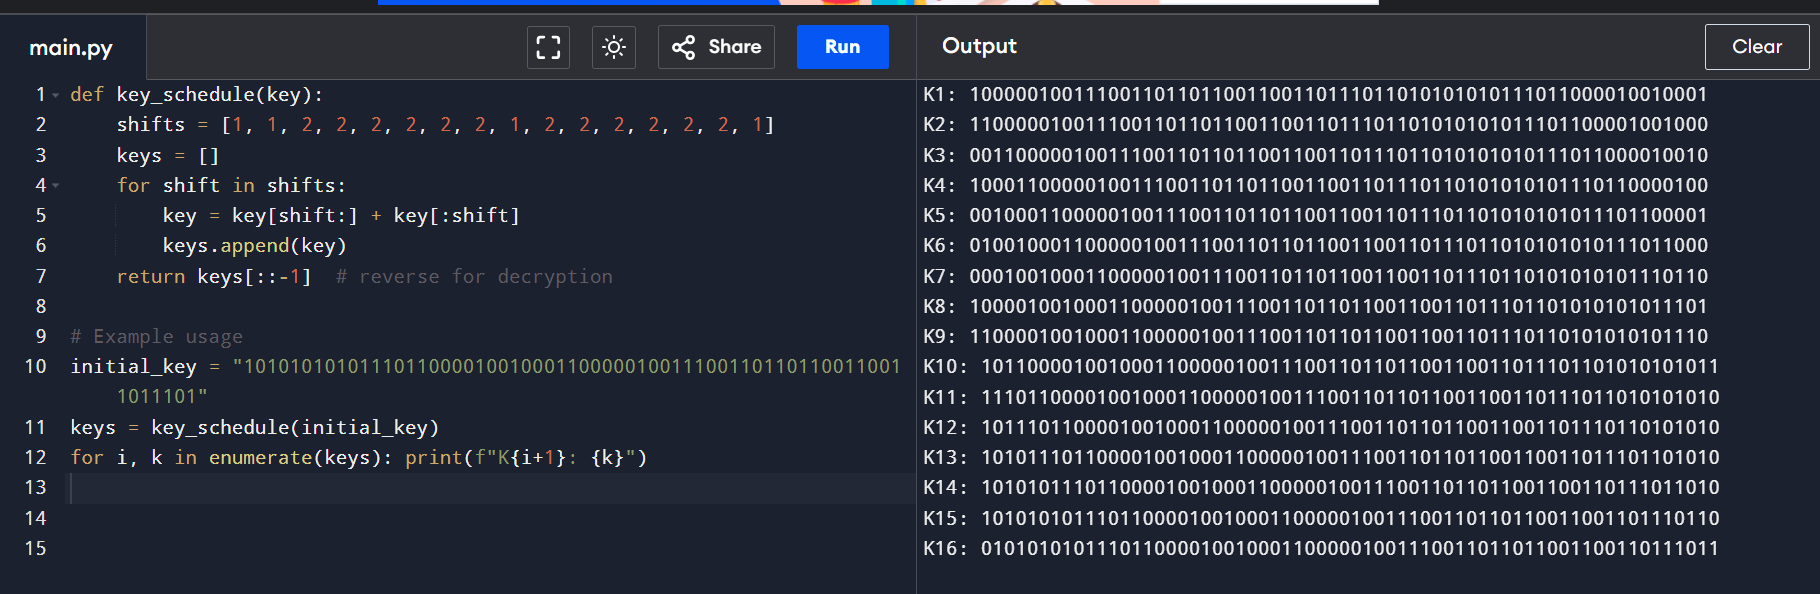 main.py
Share
Run
Output
Clear
1 def key_schedule(key):
2 shifts = [1, 1, 2, 2, 2, 2, 2, 2, 1, 2, 2, 2, 2, 2, 2, 1]
3 keys = []
4 for shift in shifts:
5 key = key[shift:] + key[:shift]
6 keys.append(key)
7 return keys[::-1]  # reverse for decryption
8
9 # Example usage
10 initial_key = "101010101011101100001001000110000010011100110110110011001
1011101"
11 keys = key_schedule(initial_key)
12 for i, k in enumerate(keys): print(f"K{i+1}: {k}")
13
14
15
K1: 1000001001110011011011001100110111011010101010111011000010010001
K2: 1100000100111001101101100110011011101101010101011101100001001000
K3: 0011000001001110011011011001100110111011010101010111011000010010
K4: 1000110000010011100110110110011001101110110101010101110110000100
K5: 0010001100000100111001101101100110011011101101010101011101100001
K6: 0100100011000001001110011011011001100110111011010101010111011000
K7: 0001001000110000010011100110110110011001101110110101010101110110
K8: 1000010010001100000100111001101101100110011011101101010101011101
K9: 1100001001000110000010011100110110110011001101110110101010101110
K10: 1011000010010001100000100111001101101100110011011101101010101011
K11: 1110110000100100011000001001110011011011001100110111011010101010
K12: 1011101100001001000110000010011100110110110011001101110110101010
K13: 1010111011000010010001100000100111001101101100110011011101101010
K14: 1010101110110000100100011000001001110011011011001100110111011010
K15: 1010101011101100001001000110000010011100110110110011001101110110
K16: 0101010101110110000100100011000001001110011011011001100110111011